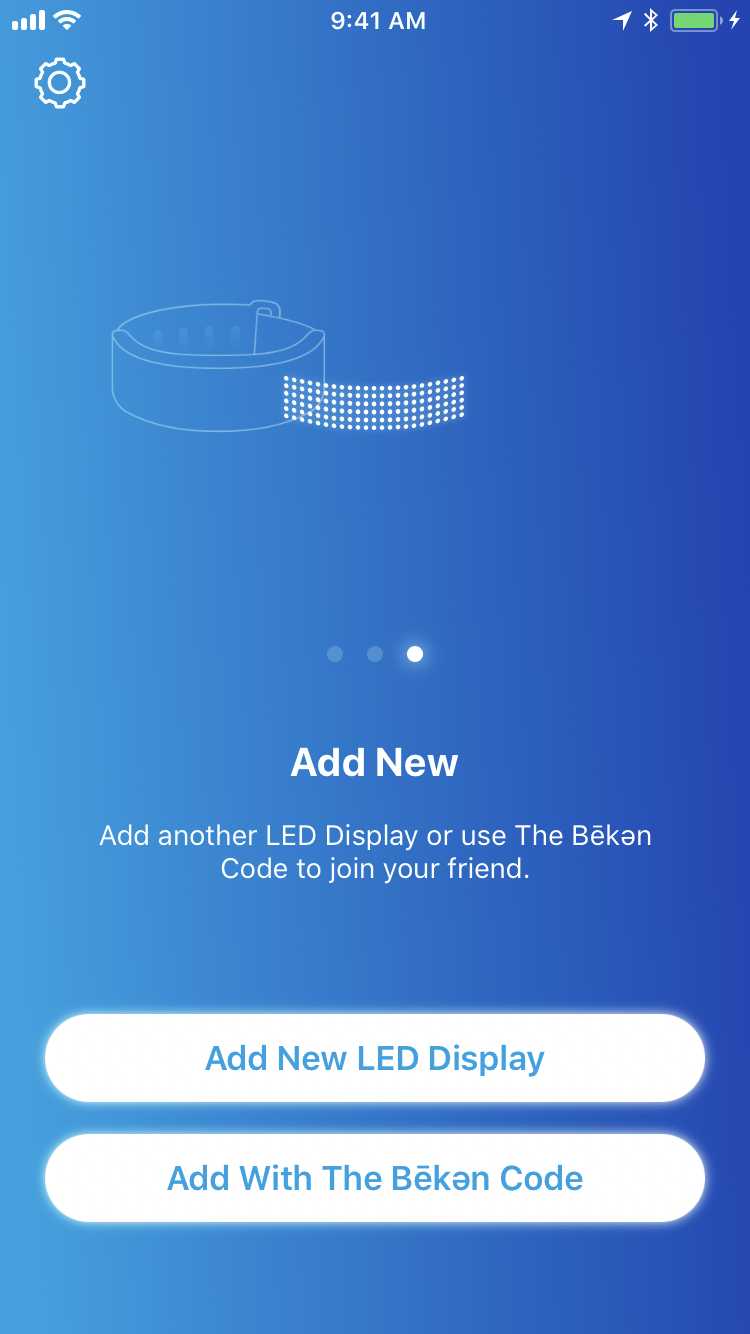 9:41 AM
Add New
Add another LED Display or use The Bēkən
Code to join your friend.
Add New LED Display
Add With The Bēkən Code